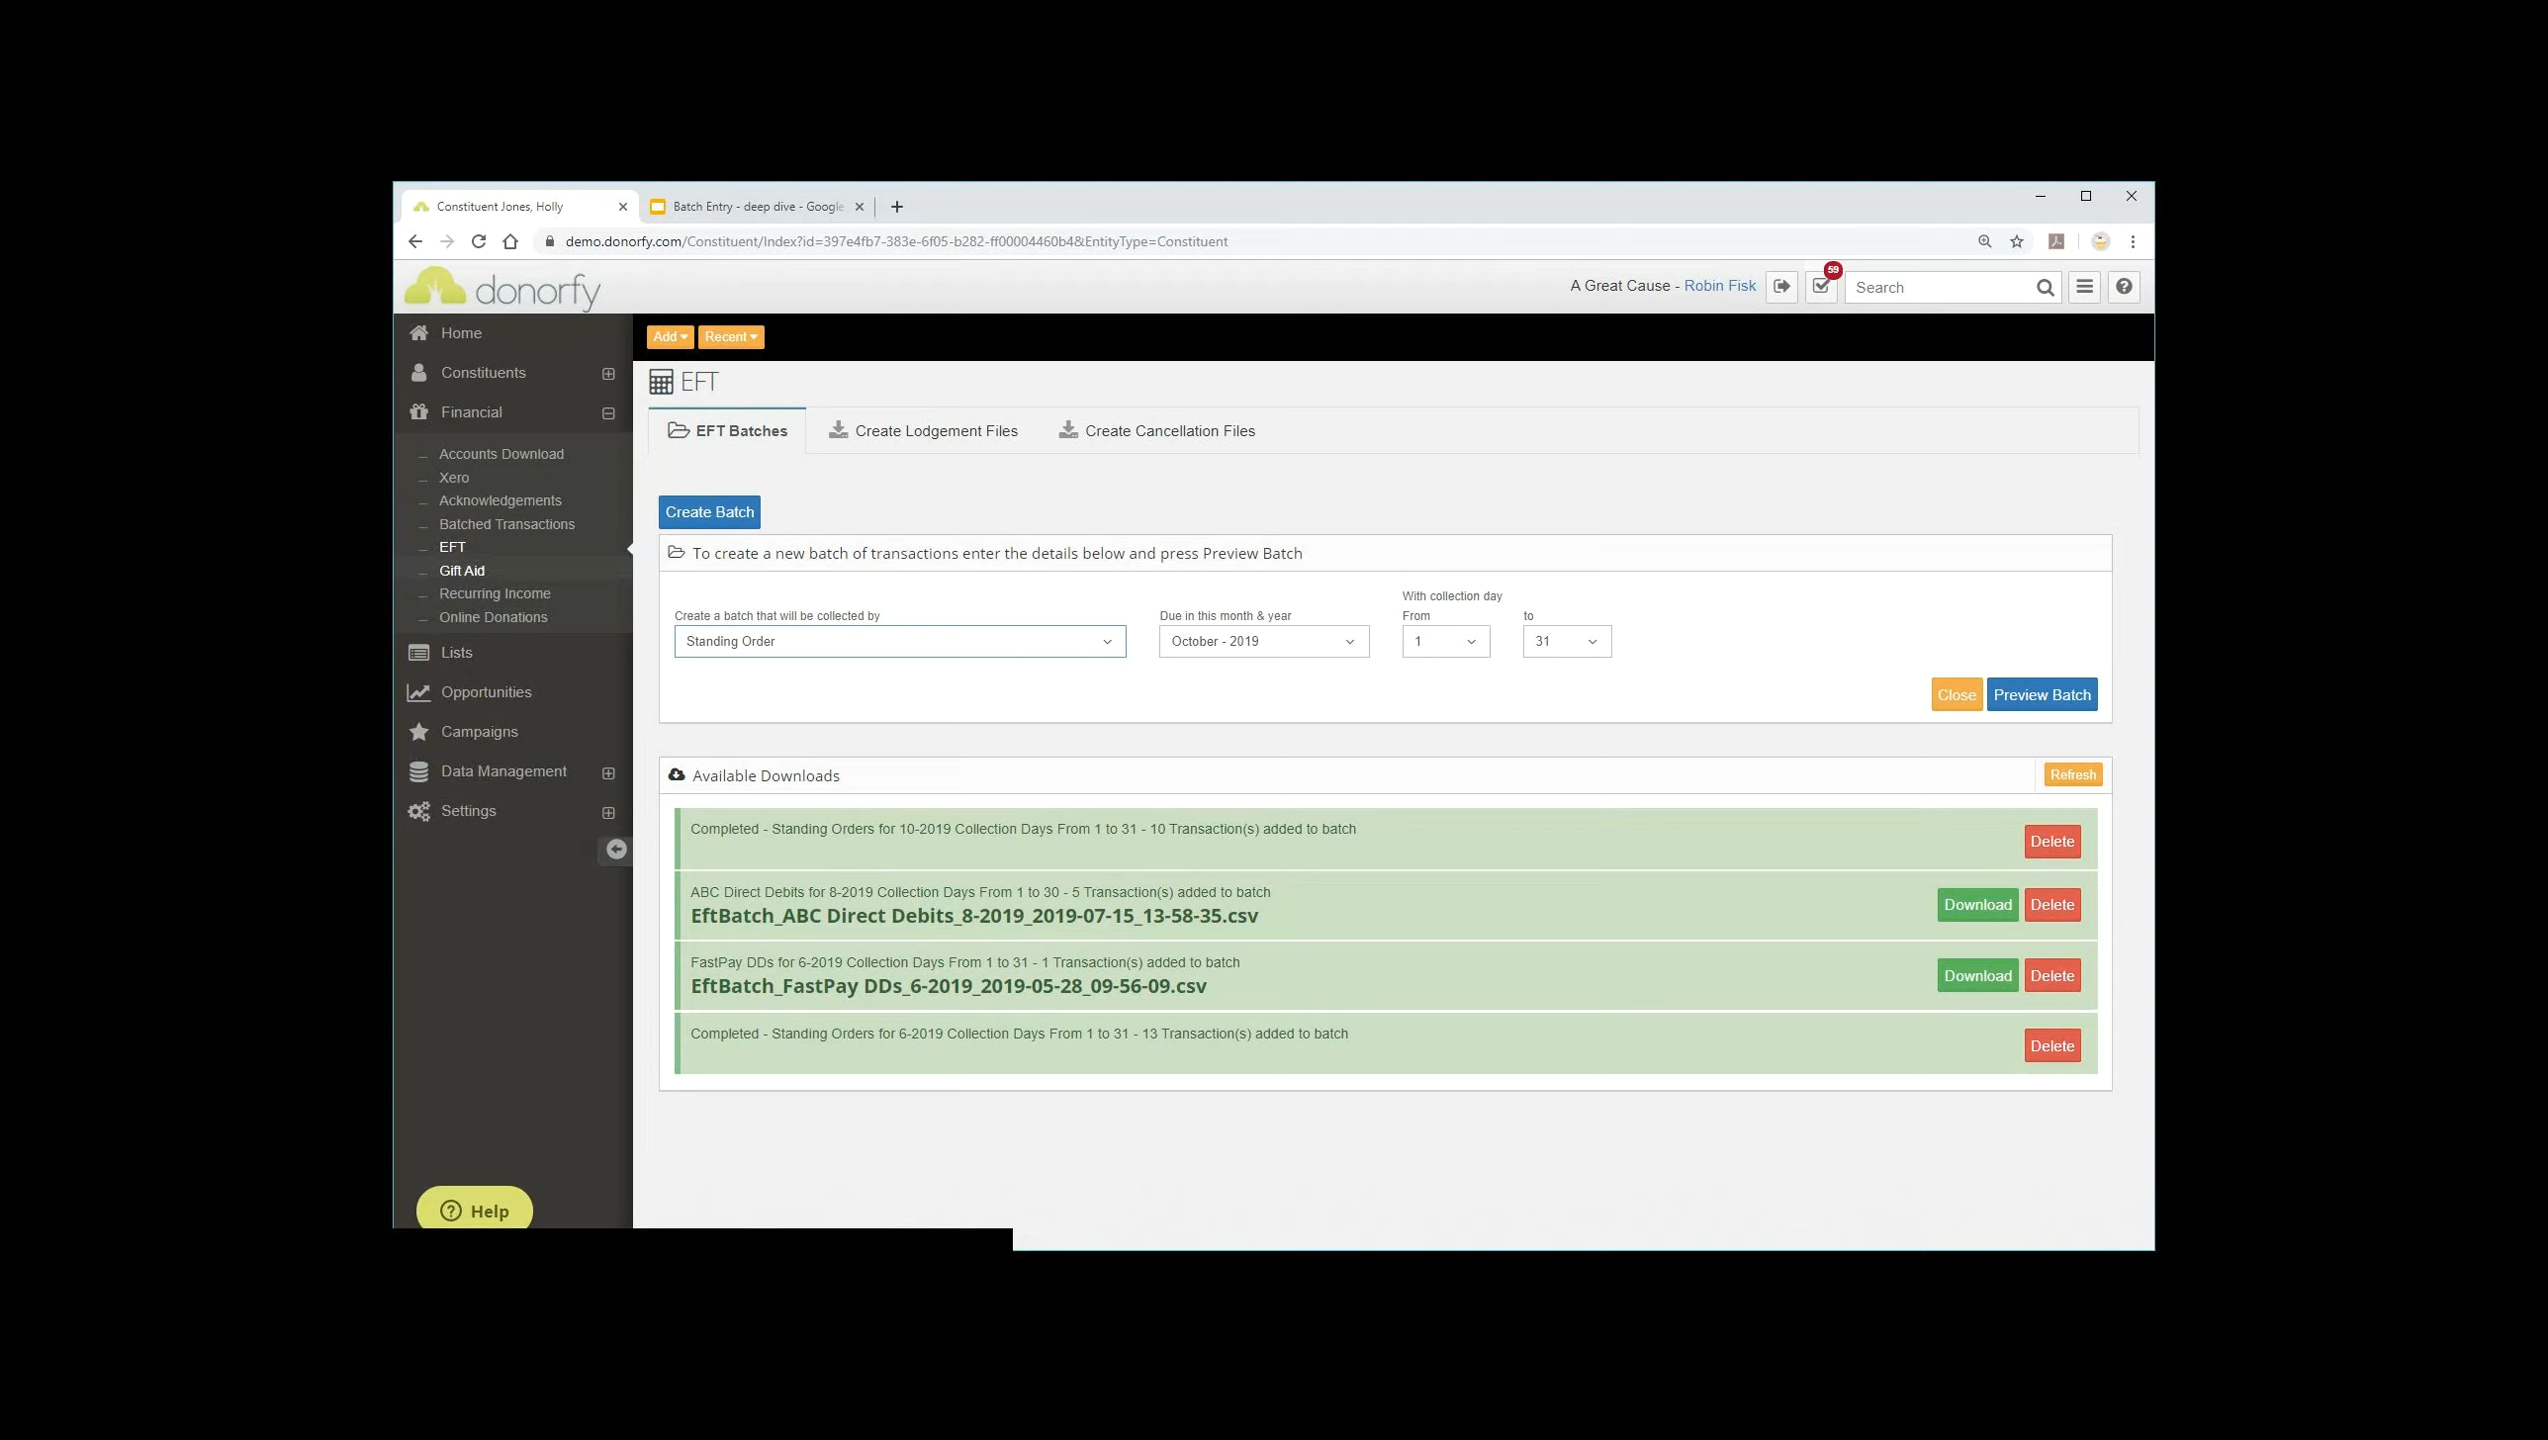 Constituent Jones, Holly
Batch Entry - deep dive - Google
demo.donorfy.com/Constituent/Index?id=397e4fb7-383e-6f05-b282-ff00004460b4&EntityType=Constituent
donorfy
A Great Cause - Robin Fisk
59
Search
Home
Constituents
Financial
Accounts Download
Xero
Acknowledgements
Batched Transactions
EFT
Gift Aid
Recurring Income
Online Donations
Lists
Opportunities
Campaigns
Data Management
Settings
Help
Add
Recent
EFT
EFT Batches
Create Lodgement Files
Create Cancellation Files
Create Batch
To create a new batch of transactions enter the details below and press Preview Batch
With collection day
Create a batch that will be collected by
Due in this month & year
From
to
Standing Order
October - 2019
1
31
Close
Preview Batch
Available Downloads
Refresh
Completed - Standing Orders for 10-2019 Collection Days From 1 to 31 - 10 Transaction(s) added to batch
Delete
ABC Direct Debits for 8-2019 Collection Days From 1 to 30 - 5 Transaction(s) added to batch
EftBatch_ABC Direct Debits_8-2019_2019-07-15_13-58-35.csv
Download
Delete
FastPay DDs for 6-2019 Collection Days From 1 to 31 - 1 Transaction(s) added to batch
EftBatch_FastPay DDs_6-2019_2019-05-28_09-56-09.csv
Download
Delete
Completed - Standing Orders for 6-2019 Collection Days From 1 to 31 - 13 Transaction(s) added to batch
Delete